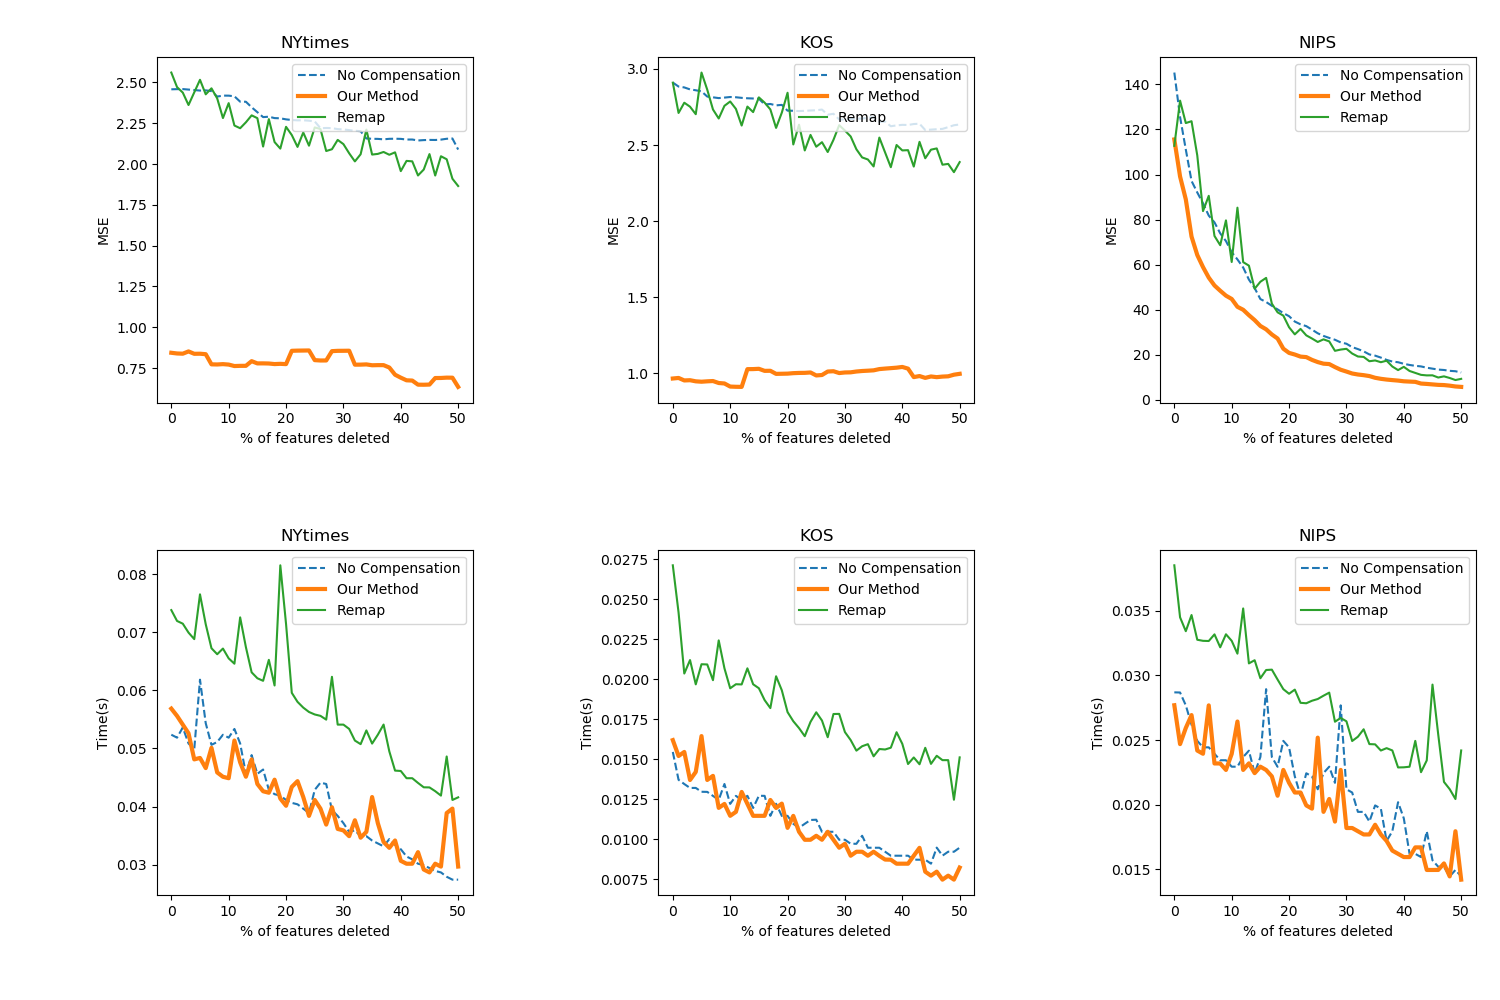 NYtimes
KOS
NIPS
No Compensation
Our Method
Remap
No Compensation
Our Method
Remap
No Compensation
Our Method
Remap
2.50
2.25
2.00
1.75
1.50
1.25
1.00
0.75
MSE
0 10 20 30 40 50
% of features deleted
3.0
2.5
2.0
1.5
1.0
MSE
0 10 20 30 40 50
% of features deleted
140
120
100
80
60
40
20
0
MSE
0 10 20 30 40 50
% of features deleted
NYtimes
KOS
NIPS
No Compensation
Our Method
Remap
No Compensation
Our Method
Remap
No Compensation
Our Method
Remap
0.08
0.07
0.06
0.05
0.04
0.03
Time(s)
0 10 20 30 40 50
% of features deleted
0.0275
0.0250
0.0225
0.0200
0.0175
0.0150
0.0125
0.0100
0.0075
Time(s)
0 10 20 30 40 50
% of features deleted
0.035
0.030
0.025
0.020
0.015
Time(s)
0 10 20 30 40 50
% of features deleted